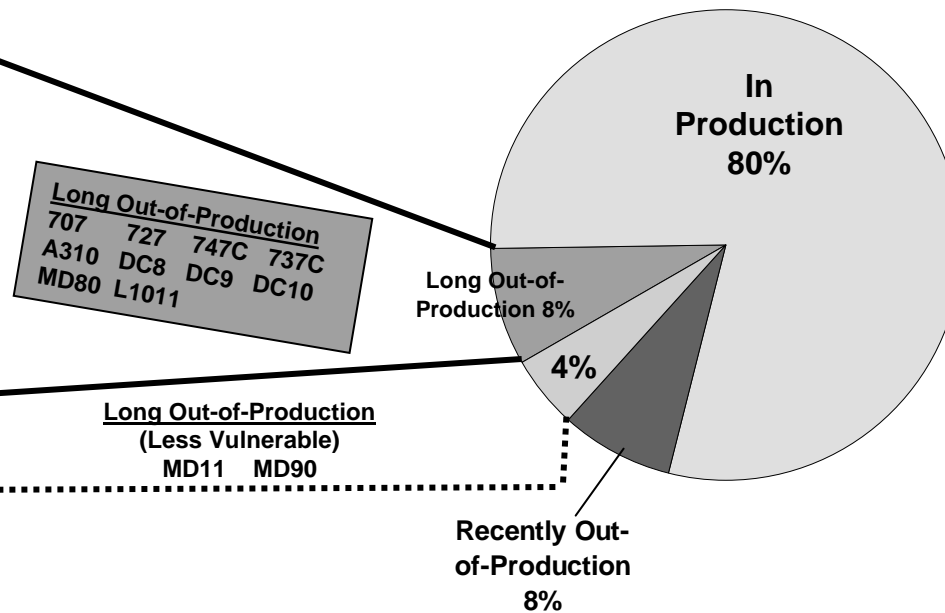 In
Production
80%
Long Out-of-Production
707 727 747C 737C
A310 DC8 DC9 DC10
MD80 L1011
Long Out-of-
Production 8%
4%
Long Out-of-Production
(Less Vulnerable)
MD11 MD90
Recently Out-
of-Production
8%